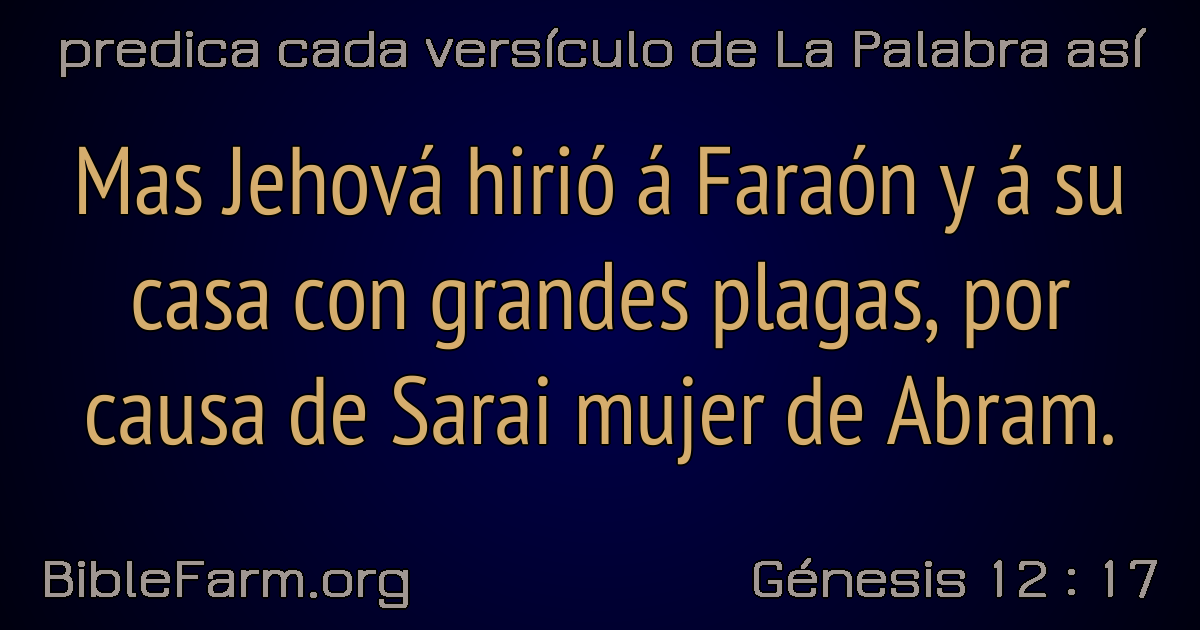 predica cada versículo de La Palabra así
Mas Jehová hirió á Faraón y á su
casa con grandes plagas, por
causa de Sarai mujer de Abram.
BibleFarm.org
Génesis 12 : 17